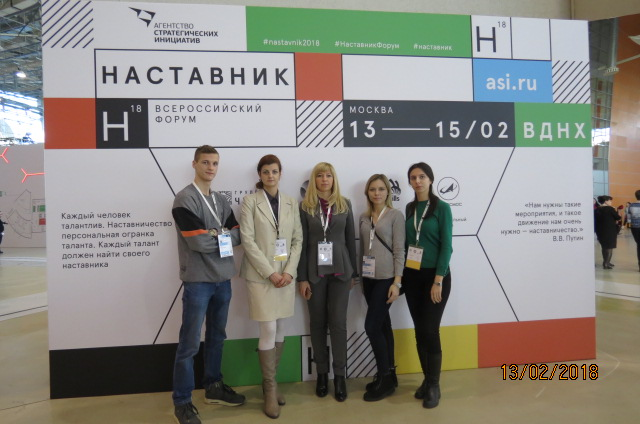 АГЕНТСТВО
СТРАТЕГИЧЕСКИХ
ИНИЦИАТИВ
#nastavnik2018 #НаставникФорум #наставник
Н 18
НАСТАВНИК
asi.ru
Н 18
ВСЕРОССИЙСКИЙ
ФОРУМ
МОСКВА
13 — 15/02
ВДНХ
Каждый человек
талантлив. Наставничество
персональная огранка
таланта. Каждый талант
должен найти своего
наставника
«Нам нужны такие
мероприятия, и такое
движение нам очень
нужно — наставничество.»
В.В. Путин
Н
13/02/2018